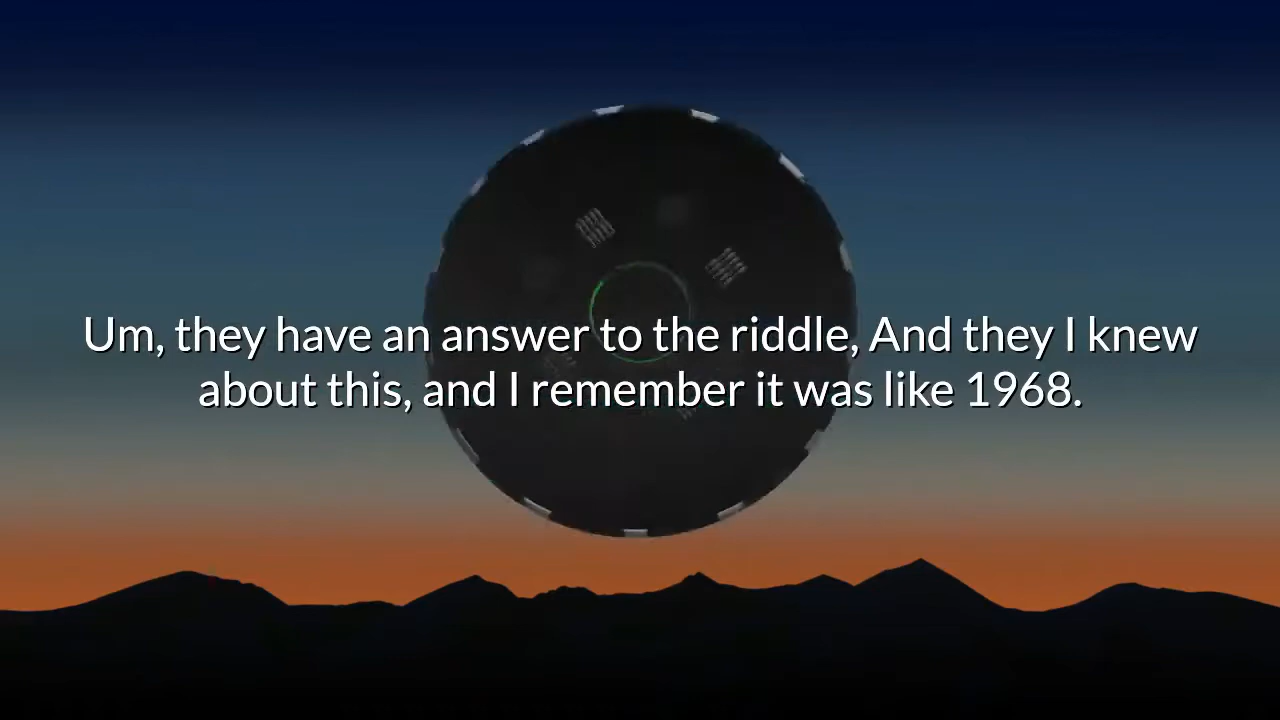 Um, they have an answer to the riddle, And they I knew
about this, and I remember it was like 1968.